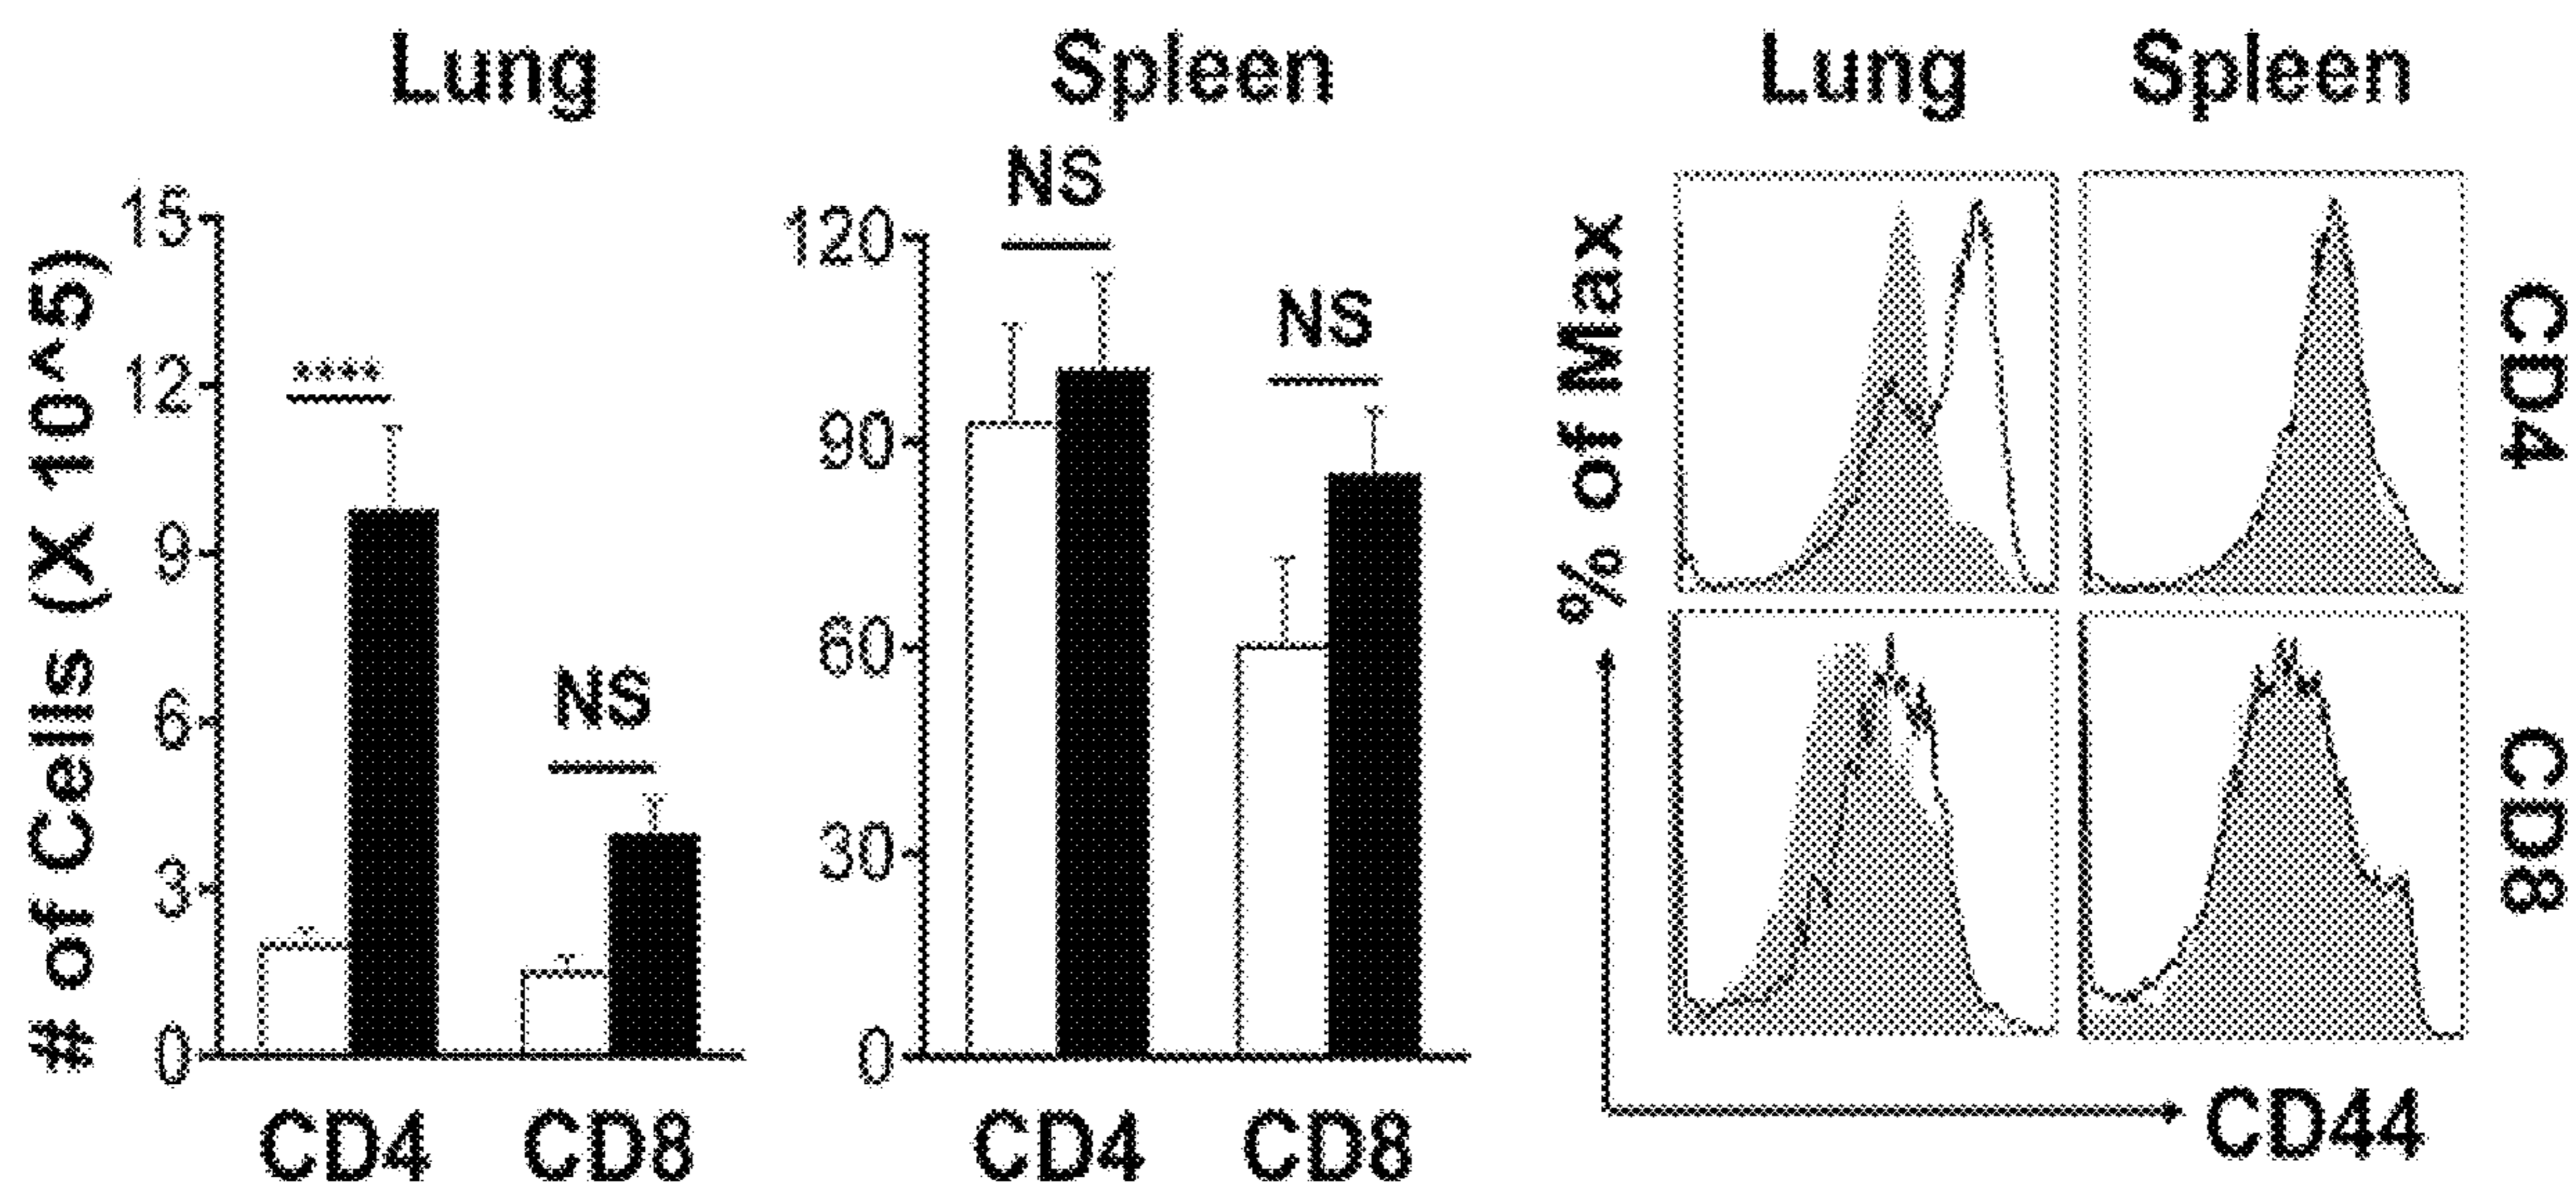 Lung
Spleen
Lung
Spleen
# of Cells (X 10^5)
15
12
9
6
3
0
****
NS
CD4
CD8
120
90
60
30
0
NS
NS
CD4
CD8
% of Max
CD4
CD8
CD44